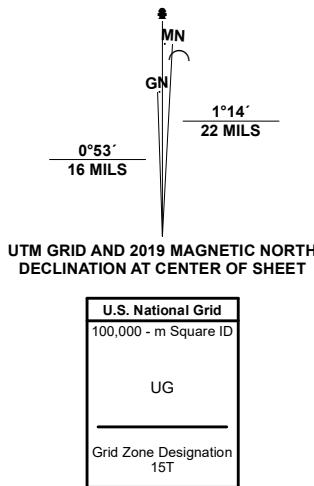 MN
GN
1°14´
22 MILS
0°53´
16 MILS
UTM GRID AND 2019 MAGNETIC NORTH
DECLINATION AT CENTER OF SHEET
U.S. National Grid
100,000 - m Square ID
UG
Grid Zone Designation
15T